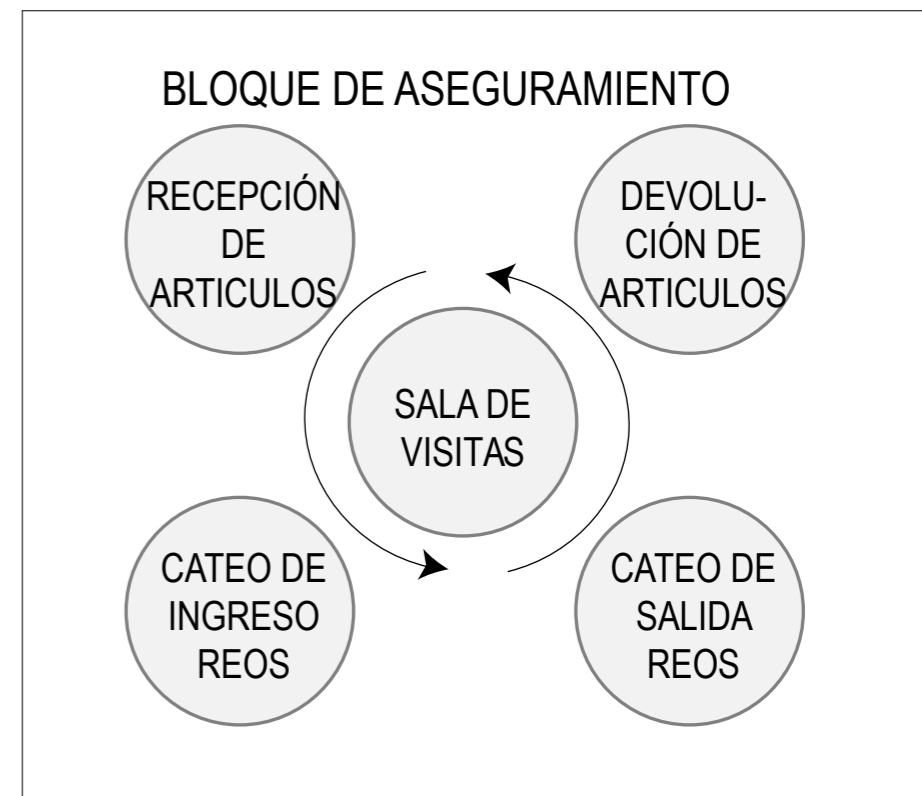 BLOQUE DE ASEGURAMIENTO
RECEPCIÓN
DE
ARTICULOS
DEVOLU-
CIÓN DE
ARTICULOS
SALA DE
VISITAS
CATEO DE
INGRESO
REOS
CATEO DE
SALIDA
REOS